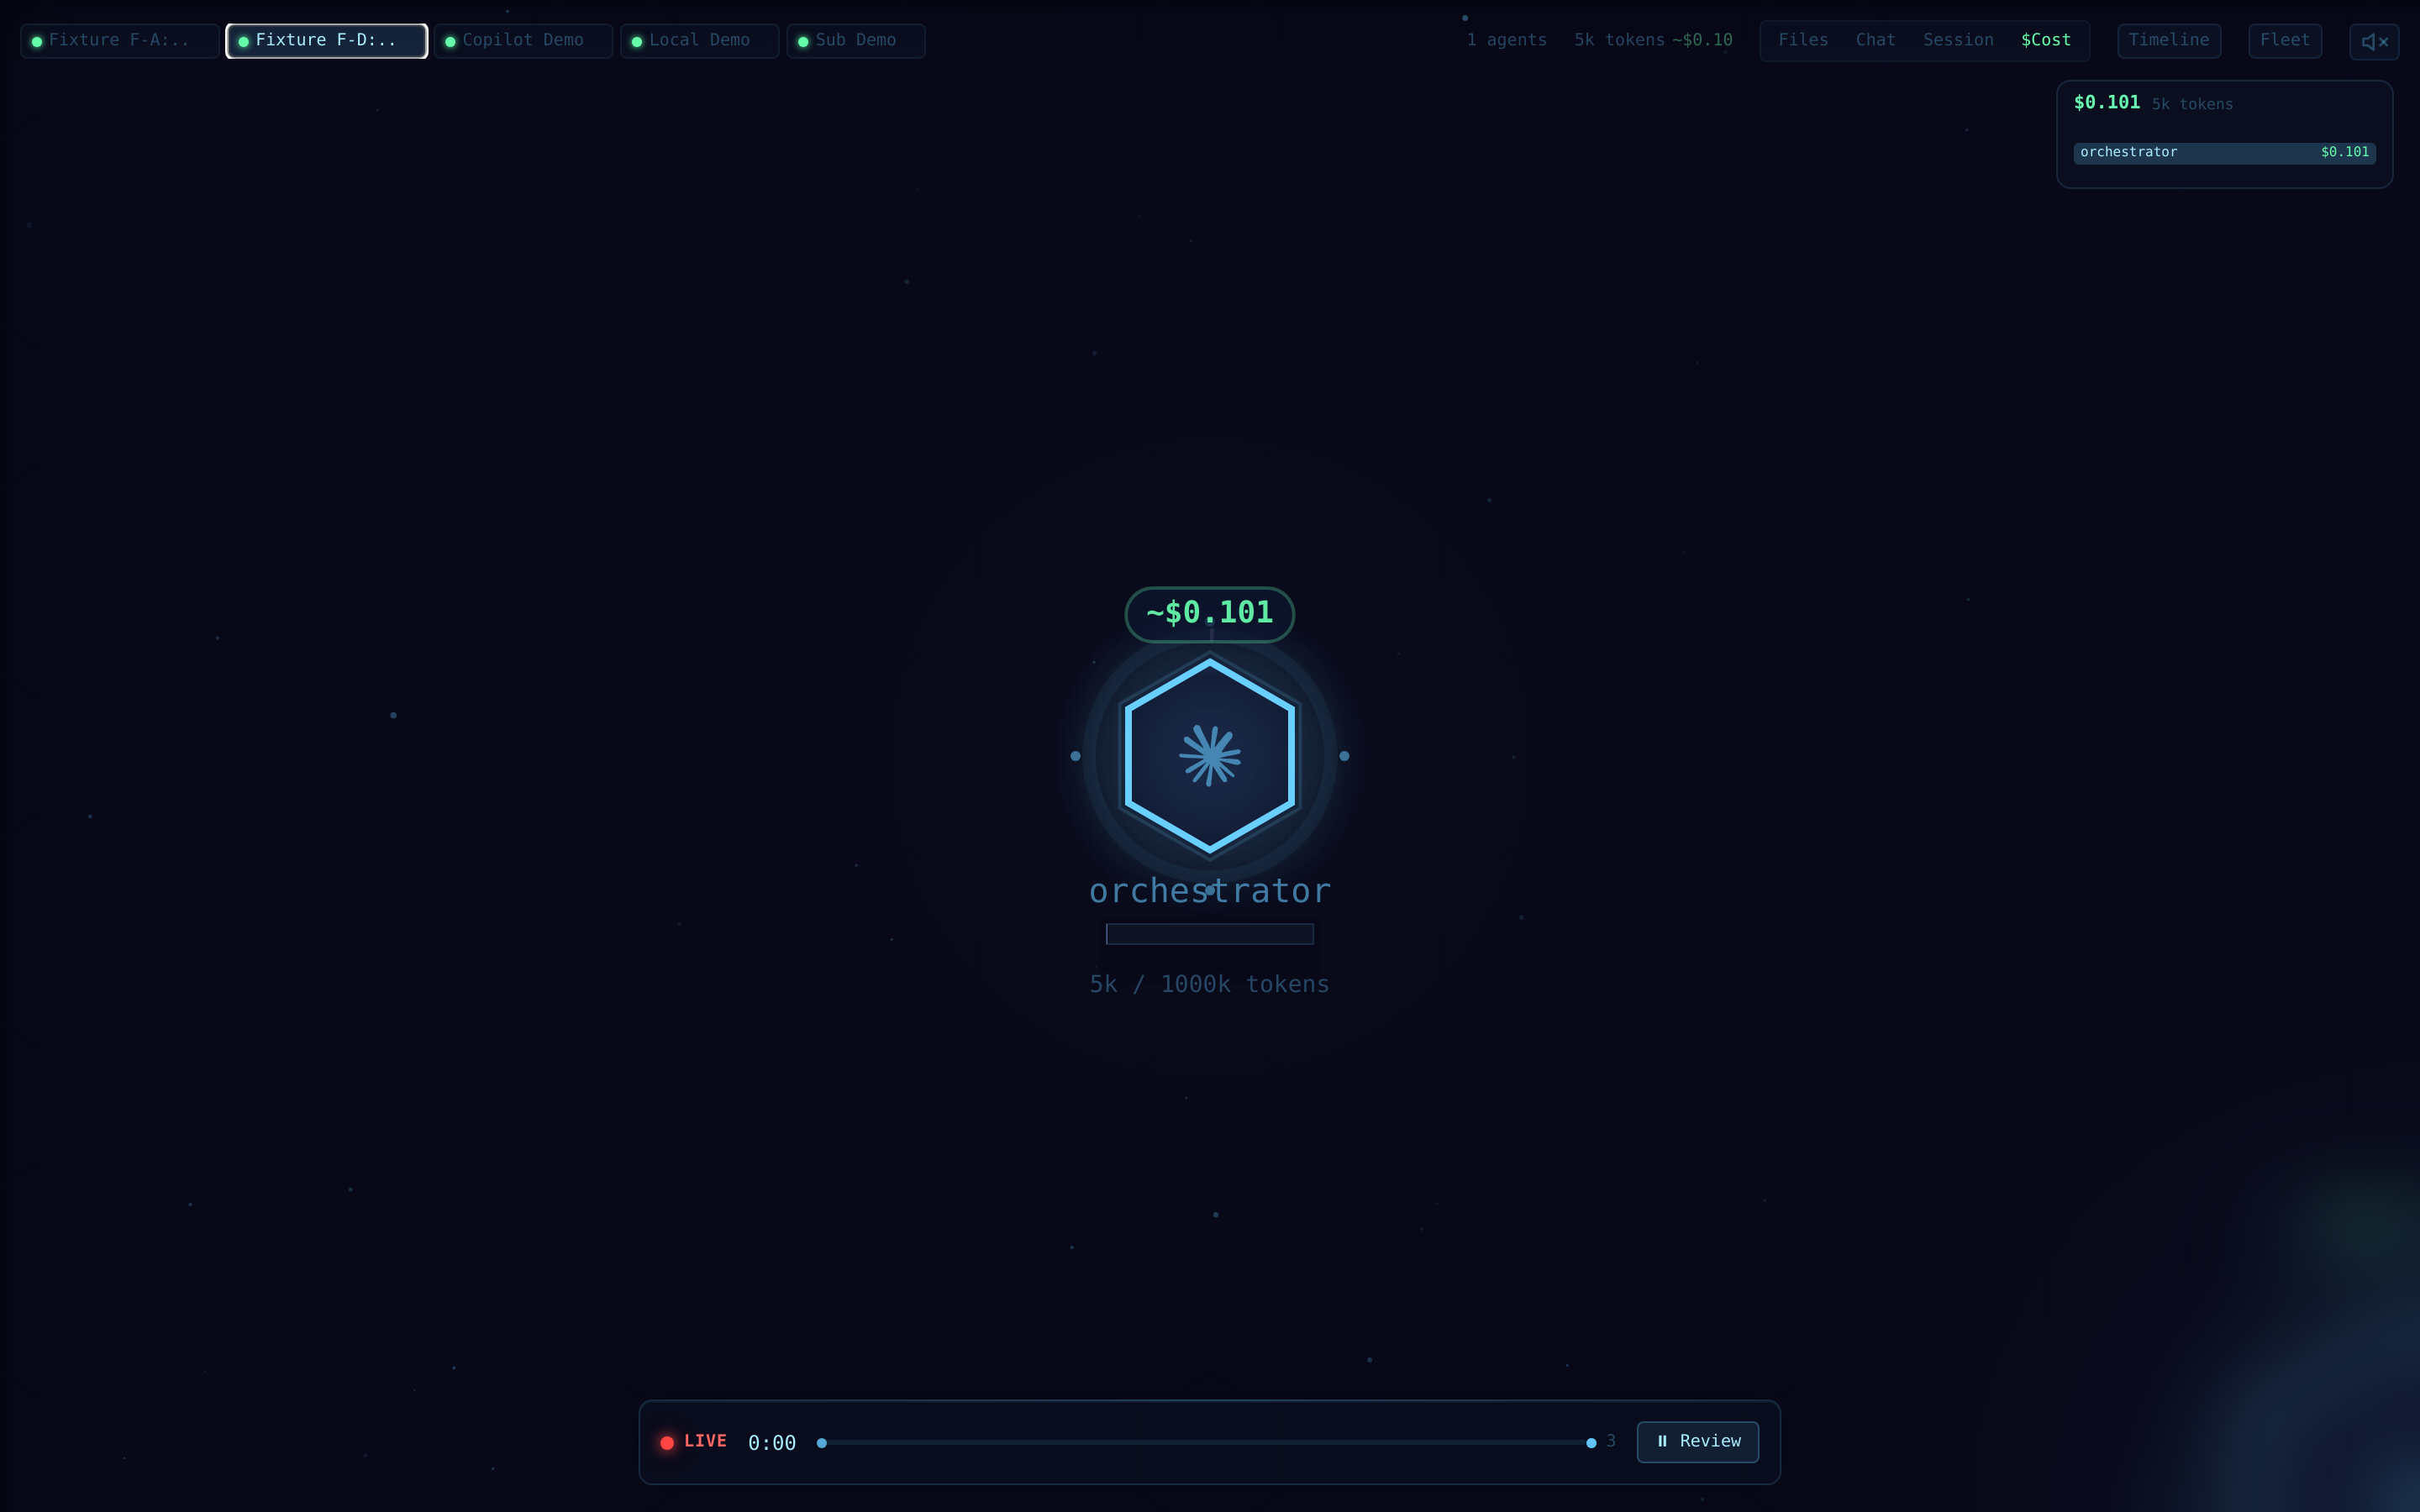 Fixture F-A:.. Fixture F-D:.. Copilot Demo Local Demo Sub Demo 1 agents 5k tokens ~$0.10 Files Chat Session $Cost Timeline Fleet
$0.101 5k tokens
orchestrator $0.101
~$0.101
orchestrator
5k / 1000k tokens
LIVE 0:00 3 Review